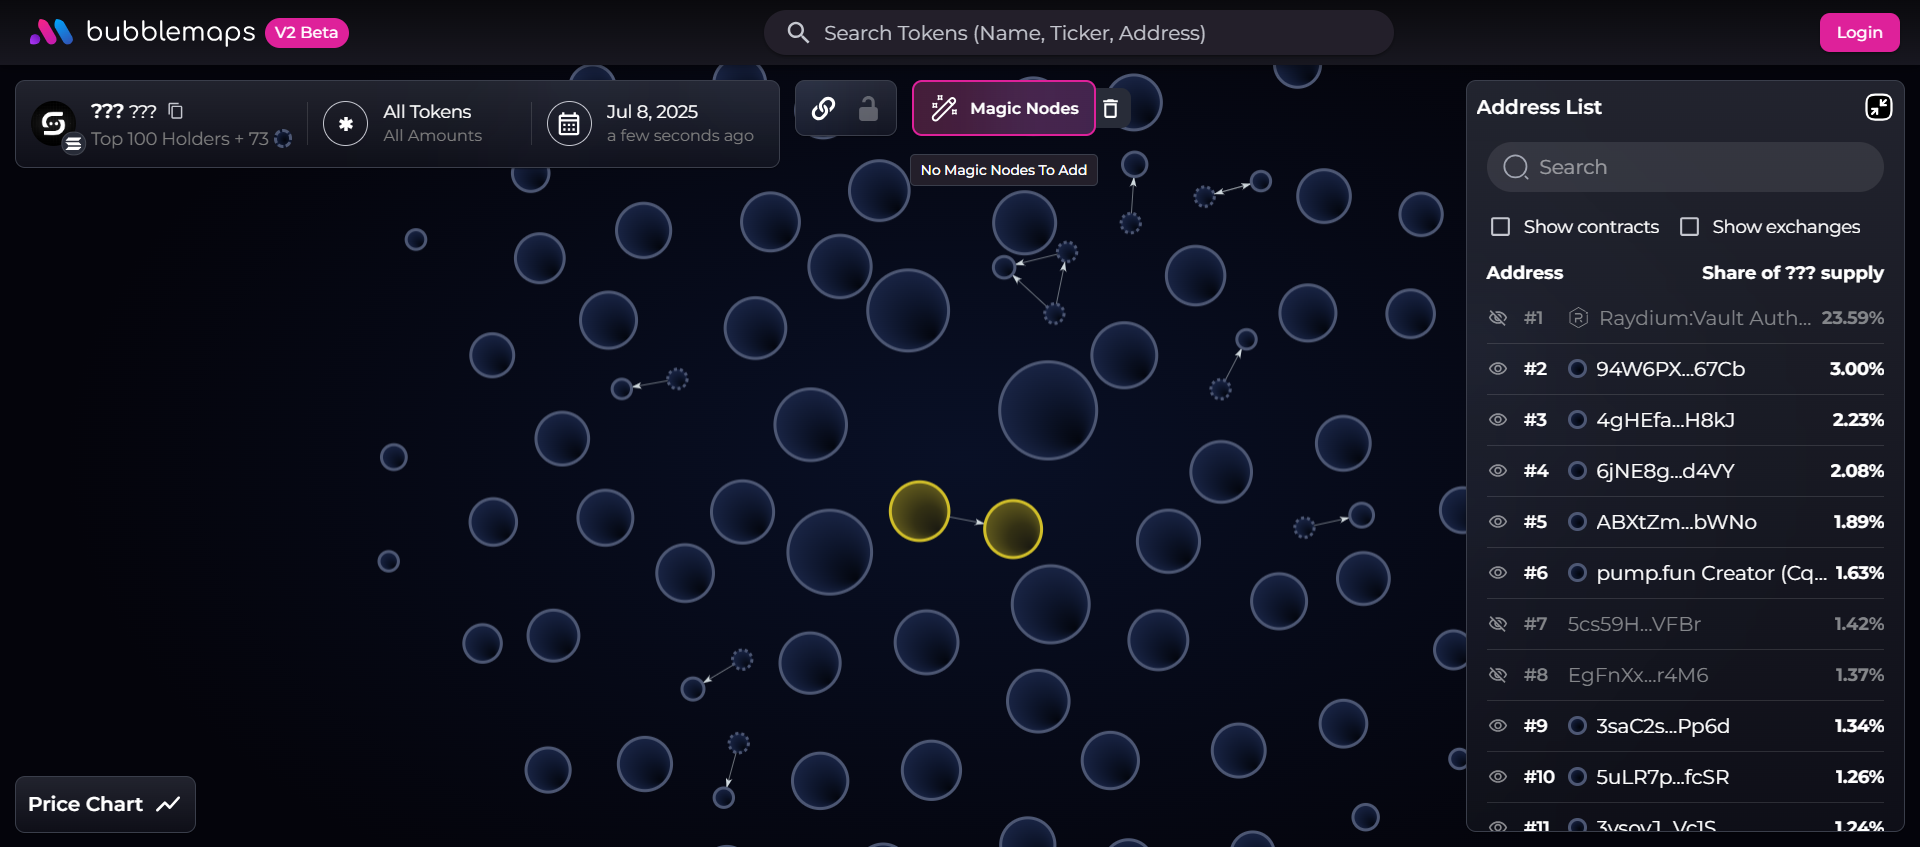 bubblemaps V2 Beta
Search Tokens (Name, Ticker, Address)
Login
??? ???
Top 100 Holders + 73
All Tokens
All Amounts
Jul 8, 2025
a few seconds ago
Magic Nodes
No Magic Nodes To Add
Address List
Search
Show contracts Show exchanges
Address Share of ??? supply
#1 Raydium:Vault Auth... 23.59%
#2 94W6PX...67Cb 3.00%
#3 4gHEfa...H8kJ 2.23%
#4 6jNE8g...d4VY 2.08%
#5 ABXtZm...bWNo 1.89%
#6 pump.fun Creator (Cq... 1.63%
#7 5cs59H...VFBr 1.42%
#8 EgFnXx...r4M6 1.37%
#9 3saC2s...Pp6d 1.34%
#10 5uLR7p...fcSR 1.26%
#11 1.24%
Price Chart